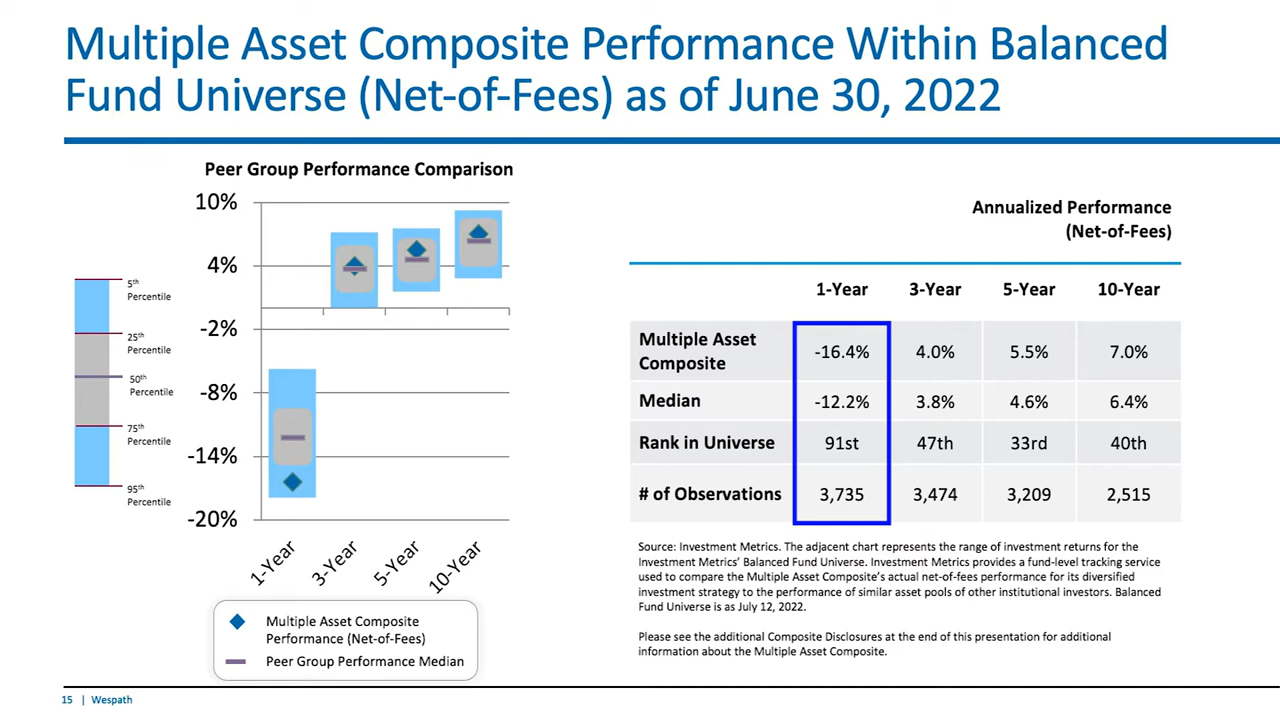 Multiple Asset Composite Performance Within Balanced
Fund Universe (Net-of-Fees) as of June 30, 2022
Peer Group Performance Comparison
10%
4%
-2%
-8%
-14%
-20%
5th
Percentile
25th
Percentile
50th
Percentile
75th
Percentile
95th
Percentile
1-Year
3-Year
5-Year
10-Year
Multiple Asset Composite
Performance (Net-of-Fees)
Peer Group Performance Median
Annualized Performance
(Net-of-Fees)
1-Year 3-Year 5-Year 10-Year
Multiple Asset
Composite
-16.4% 4.0% 5.5% 7.0%
Median -12.2% 3.8% 4.6% 6.4%
Rank in Universe 91st 47th 33rd 40th
# of Observations 3,735 3,474 3,209 2,515
Source: Investment Metrics. The adjacent chart represents the range of investment returns for the
Investment Metrics’ Balanced Fund Universe. Investment Metrics provides a fund-level tracking service
used to compare the Multiple Asset Composite’s actual net-of-fees performance for its diversified
investment strategy to the performance of similar asset pools of other institutional investors. Balanced
Fund Universe is as July 12, 2022.
Please see the additional Composite Disclosures at the end of this presentation for additional
information about the Multiple Asset Composite.
15 | Wespath